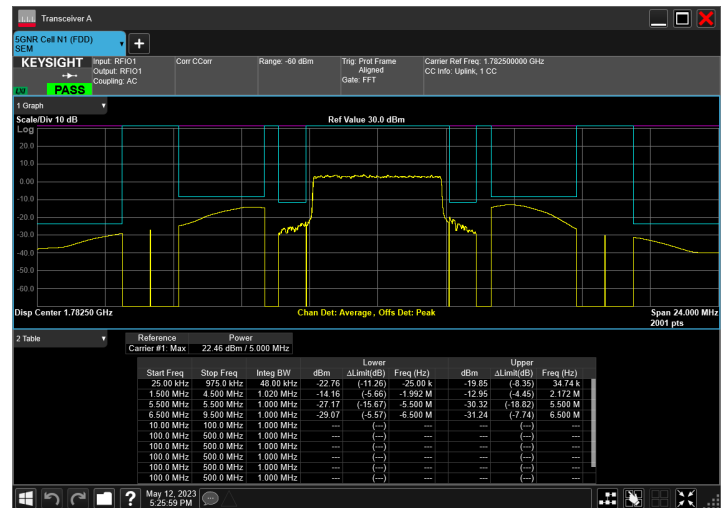 Transceiver A
5GNR Cell N1 (FDD)
SEM
KEYSIGHT Input: RFIO1 Corr CCorr Range: -60 dBm Trig: Prot Frame Carrier Ref Freq: 1.782500000 GHz
Output: RFIO1 Aligned CC Info: Uplink, 1 CC
Coupling: AC Gate: FFT
LXI PASS
1 Graph
Scale/Div 10 dB Ref Value 30.0 dBm
Log
20.0
10.0
0.00
-10.0
-20.0
-30.0
-40.0
-50.0
-60.0
Disp Center 1.78250 GHz Chan Det: Average, Offs Det: Peak Span 24.000 MHz
2001 pts
2 Table Reference Power
Carrier #1: Max 22.46 dBm / 5.000 MHz
Lower Upper
Start Freq Stop Freq Integ BW dBm ΔLimit(dB) Freq (Hz) dBm ΔLimit(dB) Freq (Hz)
25.00 kHz 975.0 kHz 48.00 kHz -22.76 (-11.26) -25.00 k -19.85 (-8.35) 34.74 k
1.500 MHz 4.500 MHz 1.020 MHz -14.16 (-5.66) -1.992 M -12.95 (-4.45) 2.172 M
5.500 MHz 5.500 MHz 1.000 MHz -27.17 (-15.67) -5.500 M -30.32 (-18.82) 5.500 M
6.500 MHz 9.500 MHz 1.000 MHz -29.07 (-5.57) -6.500 M -31.24 (-7.74) 6.500 M
10.00 MHz 100.0 MHz 1.000 MHz --- (---) --- --- (---) ---
100.0 MHz 500.0 MHz 1.000 MHz --- (---) --- --- (---) ---
100.0 MHz 500.0 MHz 1.000 MHz --- (---) --- --- (---) ---
100.0 MHz 500.0 MHz 1.000 MHz --- (---) --- --- (---) ---
100.0 MHz 500.0 MHz 1.000 MHz --- (---) --- --- (---) ---
100.0 MHz 500.0 MHz 1.000 MHz --- (---) --- --- (---) ---
May 12, 2023
5:25:59 PM